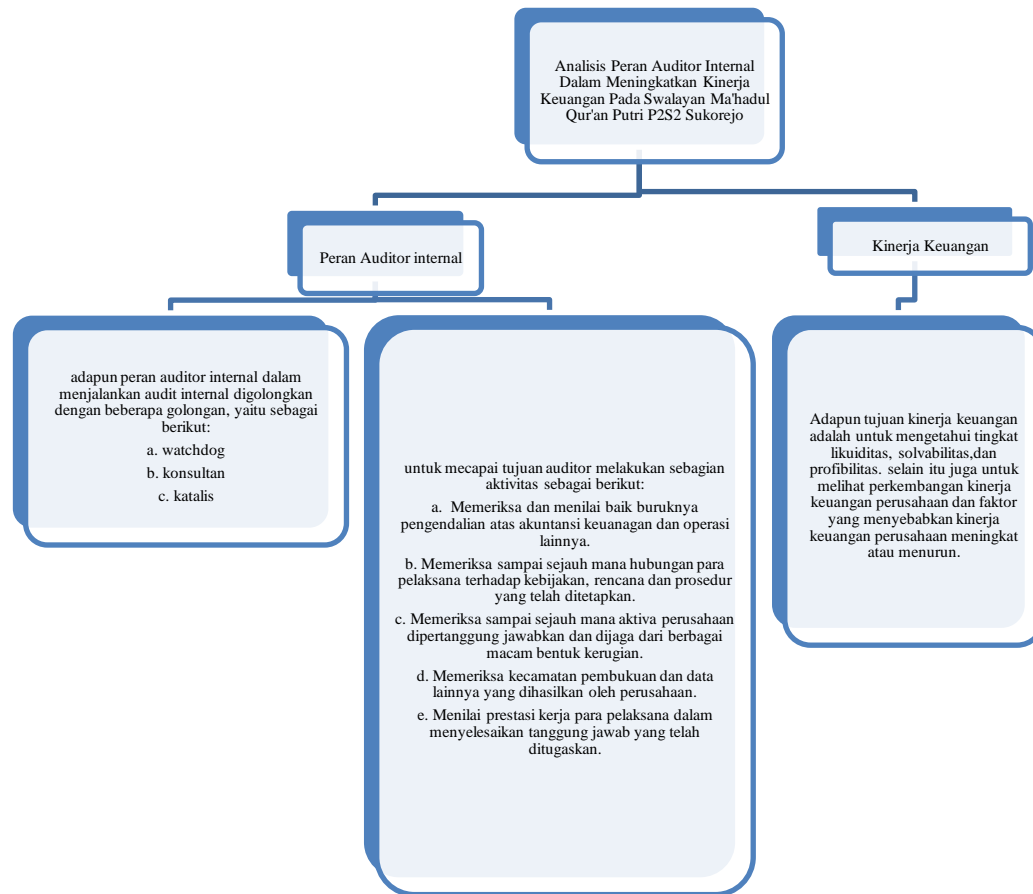 Analisis Peran Auditor Internal
Dalam Meningkatkan Kinerja
Keuangan Pada Swalayan Ma'hadul
Qur'an Putri P2S2 Sukorejo
Peran Auditor internal
Kinerja Keuangan
adapun peran auditor internal dalam
menjalankan audit internal digolongkan
dengan beberapa golongan, yaitu sebagai
berikut:
a. watchdog
b. konsultan
c. katalis
untuk mecapai tujuan auditor melakukan sebagian
aktivitas sebagai berikut:
a. Memeriksa dan menilai baik buruknya
pengendalian atas akuntansi keuanagan dan operasi
lainnya.
b. Memeriksa sampai sejauh mana hubungan para
pelaksana terhadap kebijakan, rencana dan prosedur
yang telah ditetapkan.
c. Memeriksa sampai sejauh mana aktiva perusahaan
dipertanggung jawabkan dan dijaga dari berbagai
macam bentuk kerugian.
d. Memeriksa kecamatan pembukuan dan data
lainnya yang dihasilkan oleh perusahaan.
e. Menilai prestasi kerja para pelaksana dalam
menyelesaikan tanggung jawab yang telah
ditugaskan.
Adapun tujuan kinerja keuangan
adalah untuk mengetahui tingkat
likuiditas, solvabilitas,dan
profibilitas. selain itu juga untuk
melihat perkembangan kinerja
keuangan perusahaan dan faktor
yang menyebabkan kinerja
keuangan perusahaan meningkat
atau menurun.